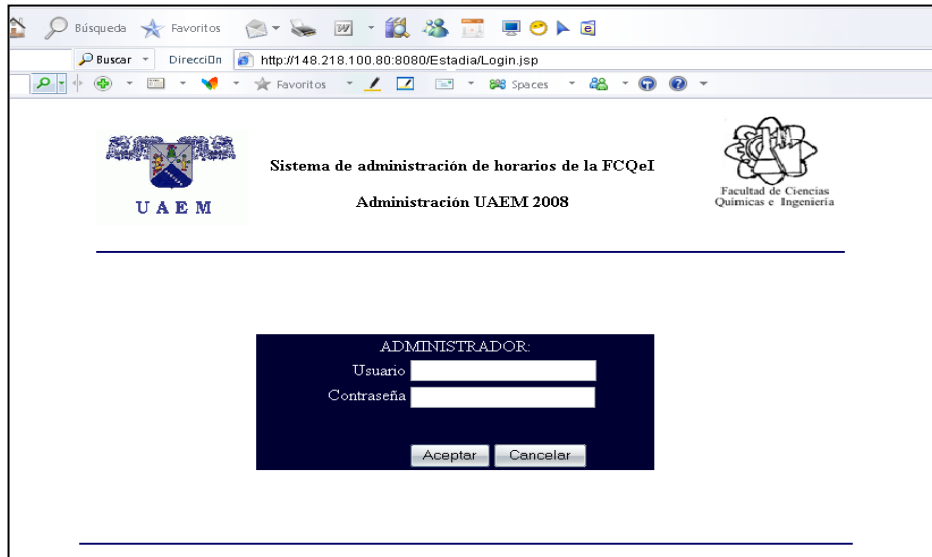 Búsqueda Favoritos
Buscar DirecciOn http://148.218.100.80:8080/Estadia/Login.jsp
Favoritos Spaces
Sistema de administración de horarios de la FCQeI
Administración UAEM 2008
UAEM
Facultad de Ciencias
Químicas e Ingeniería
ADMINISTRADOR:
Usuario
Contraseña
Aceptar Cancelar